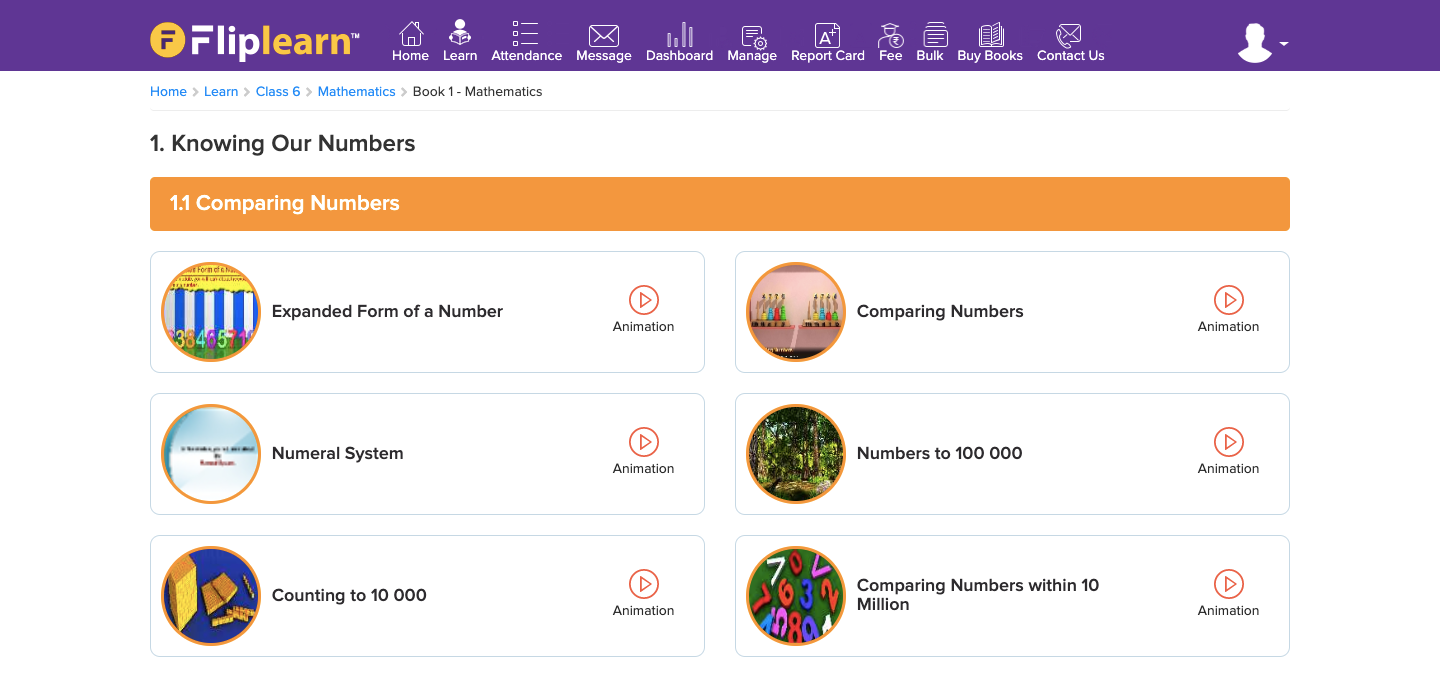 Fliplearn™
Home Learn Attendance Message Dashboard Manage Report Card Fee Bulk Buy Books Contact Us
Home Learn Class 6 Mathematics Book 1 - Mathematics
1. Knowing Our Numbers
1.1 Comparing Numbers
Expanded Form of a Number
Animation
Comparing Numbers
Animation
Numeral System
Animation
Numbers to 100 000
Animation
Counting to 10 000
Animation
Comparing Numbers within 10
Million
Animation